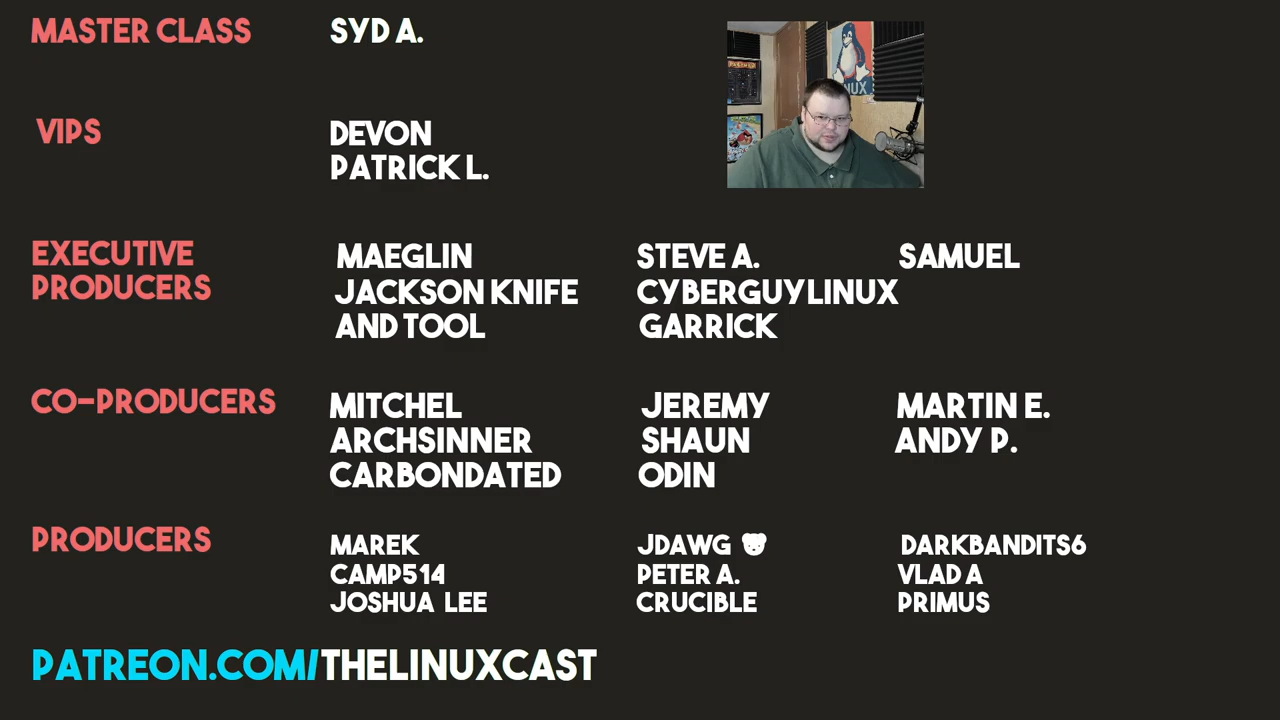 MASTER CLASS SYD A.
VIPS DEVON
PATRICK L.
EXECUTIVE PRODUCERS
MAEGLIN STEVE A. SAMUEL
JACKSON KNIFE CYBERGUYLINUX
AND TOOL GARRICK
CO-PRODUCERS MITCHEL JEREMY MARTIN E.
ARCHSINNER SHAUN ANDY P.
CARBONDATED ODIN
PRODUCERS MAREK JDAWG 🐻 DARKBANDITS6
CAMP514 PETER A. VLAD A
JOSHUA LEE CRUCIBLE PRIMUS
PATREON.COM/THELINUXCAST